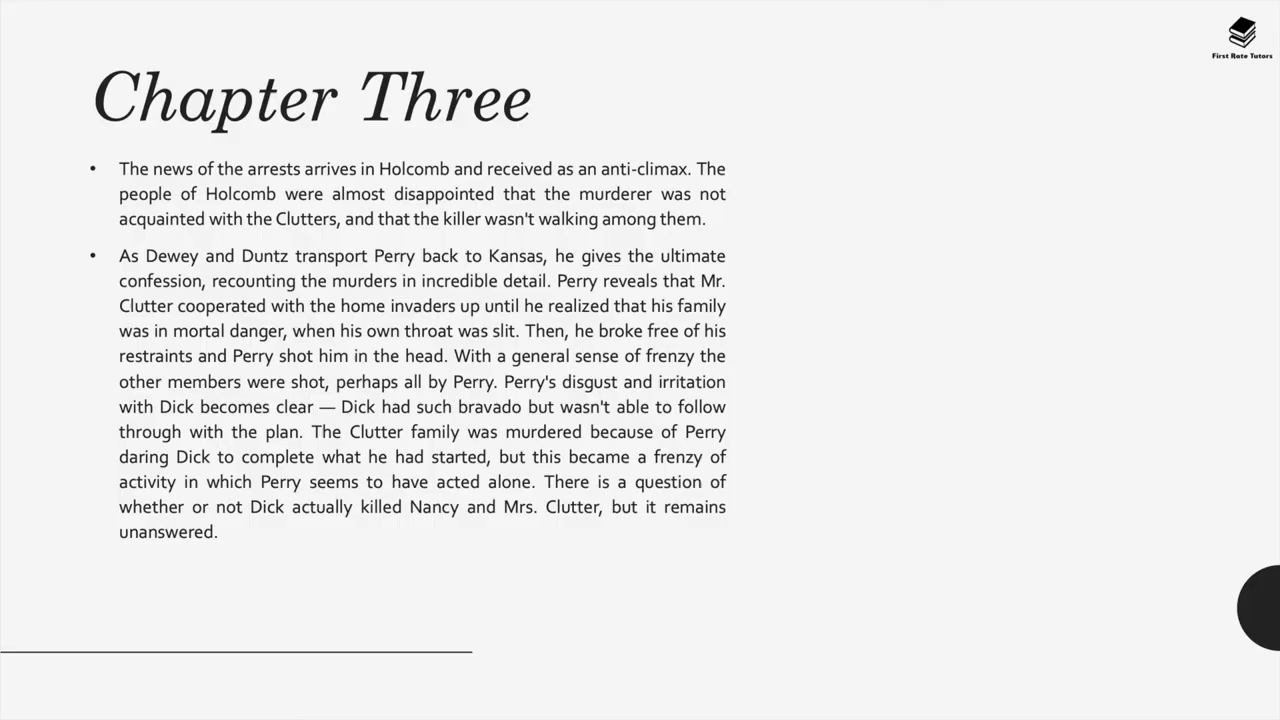 First Rate Tutors
Chapter Three
• The news of the arrests arrives in Holcomb and received as an anti-climax. The
people of Holcomb were almost disappointed that the murderer was not
acquainted with the Clutters, and that the killer wasn't walking among them.
• As Dewey and Duntz transport Perry back to Kansas, he gives the ultimate
confession, recounting the murders in incredible detail. Perry reveals that Mr.
Clutter cooperated with the home invaders up until he realized that his family
was in mortal danger, when his own throat was slit. Then, he broke free of his
restraints and Perry shot him in the head. With a general sense of frenzy the
other members were shot, perhaps all by Perry. Perry's disgust and irritation
with Dick becomes clear — Dick had such bravado but wasn't able to follow
through with the plan. The Clutter family was murdered because of Perry
daring Dick to complete what he had started, but this became a frenzy of
activity in which Perry seems to have acted alone. There is a question of
whether or not Dick actually killed Nancy and Mrs. Clutter, but it remains
unanswered.